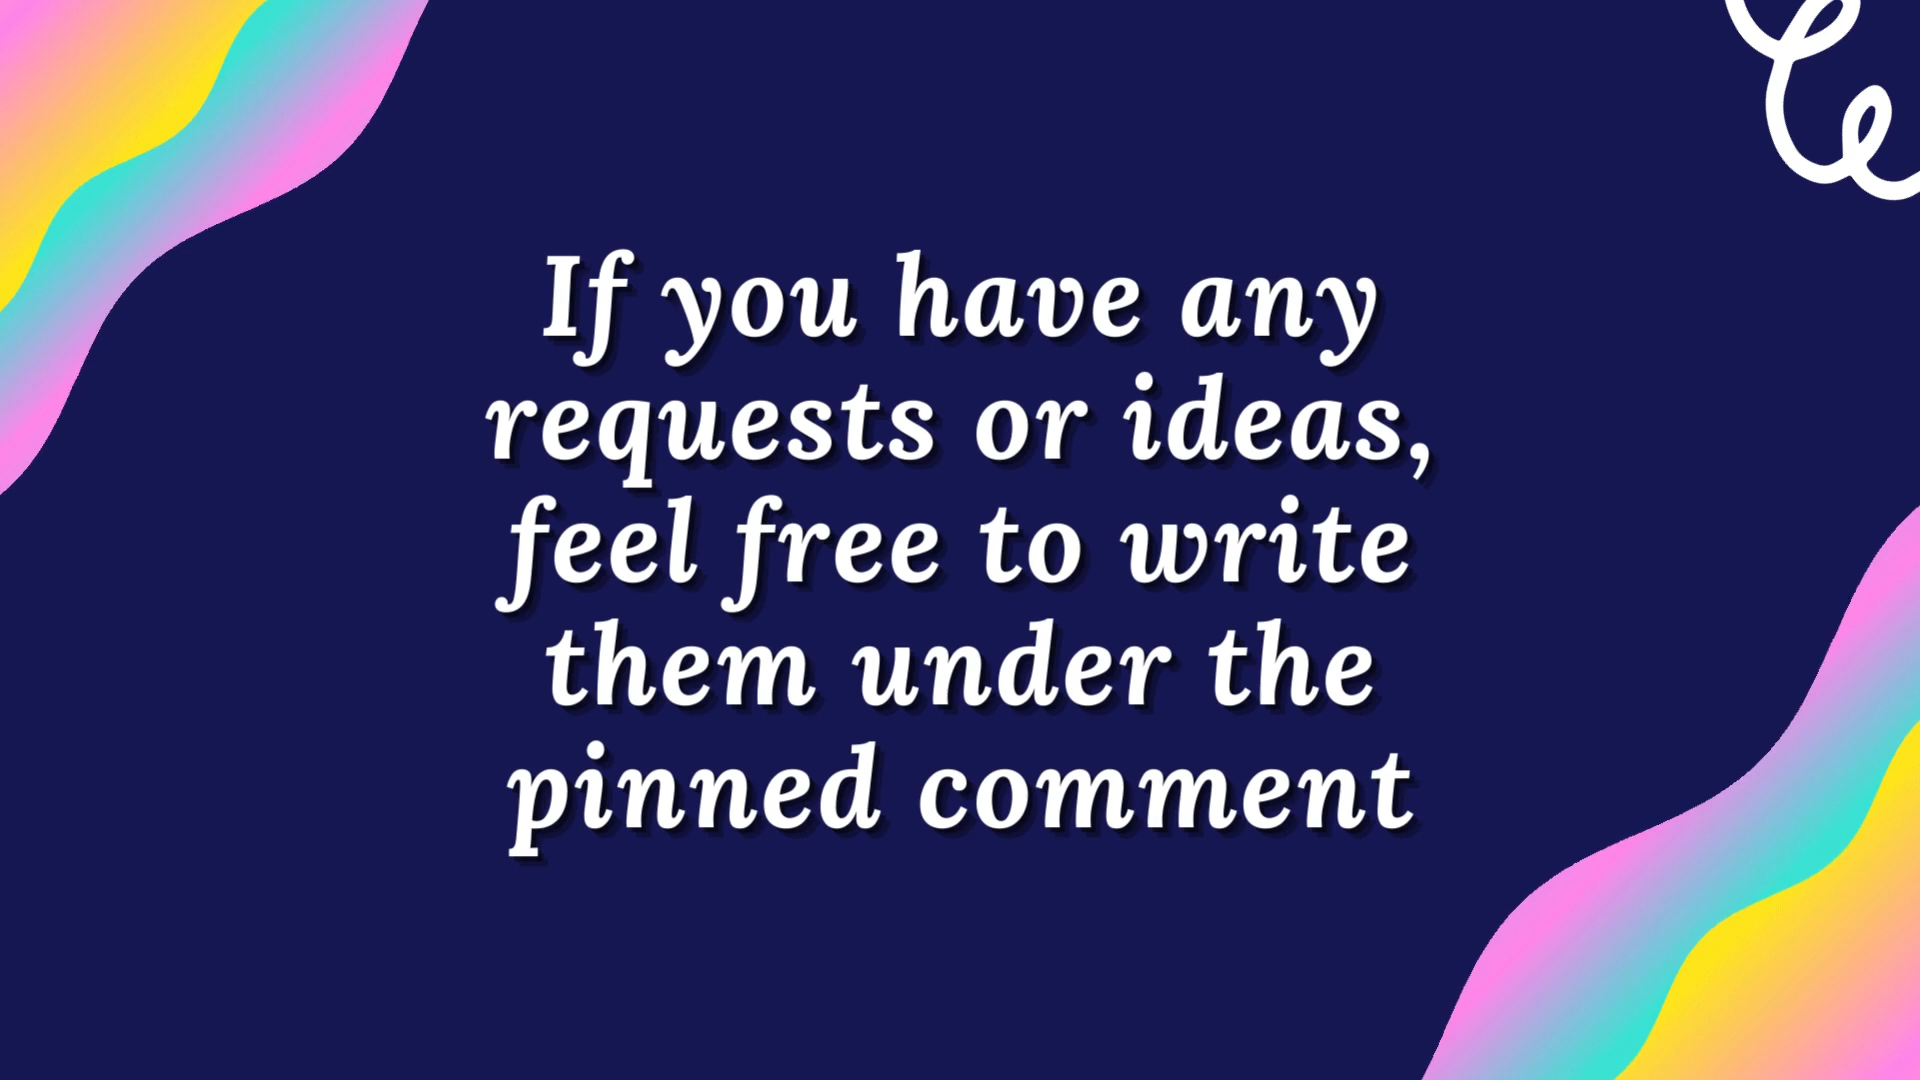 If you have any
requests or ideas,
feel free to write
them under the
pinned comment